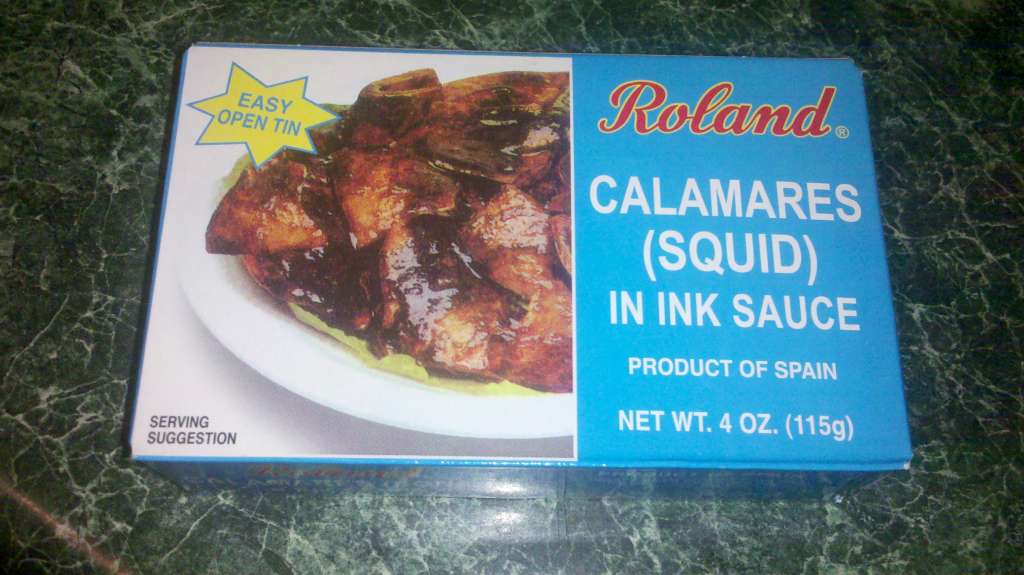 EASY
OPEN TIN
Roland®
CALAMARES
(SQUID)
IN INK SAUCE
PRODUCT OF SPAIN
NET WT. 4 OZ. (115g)
SERVING
SUGGESTION